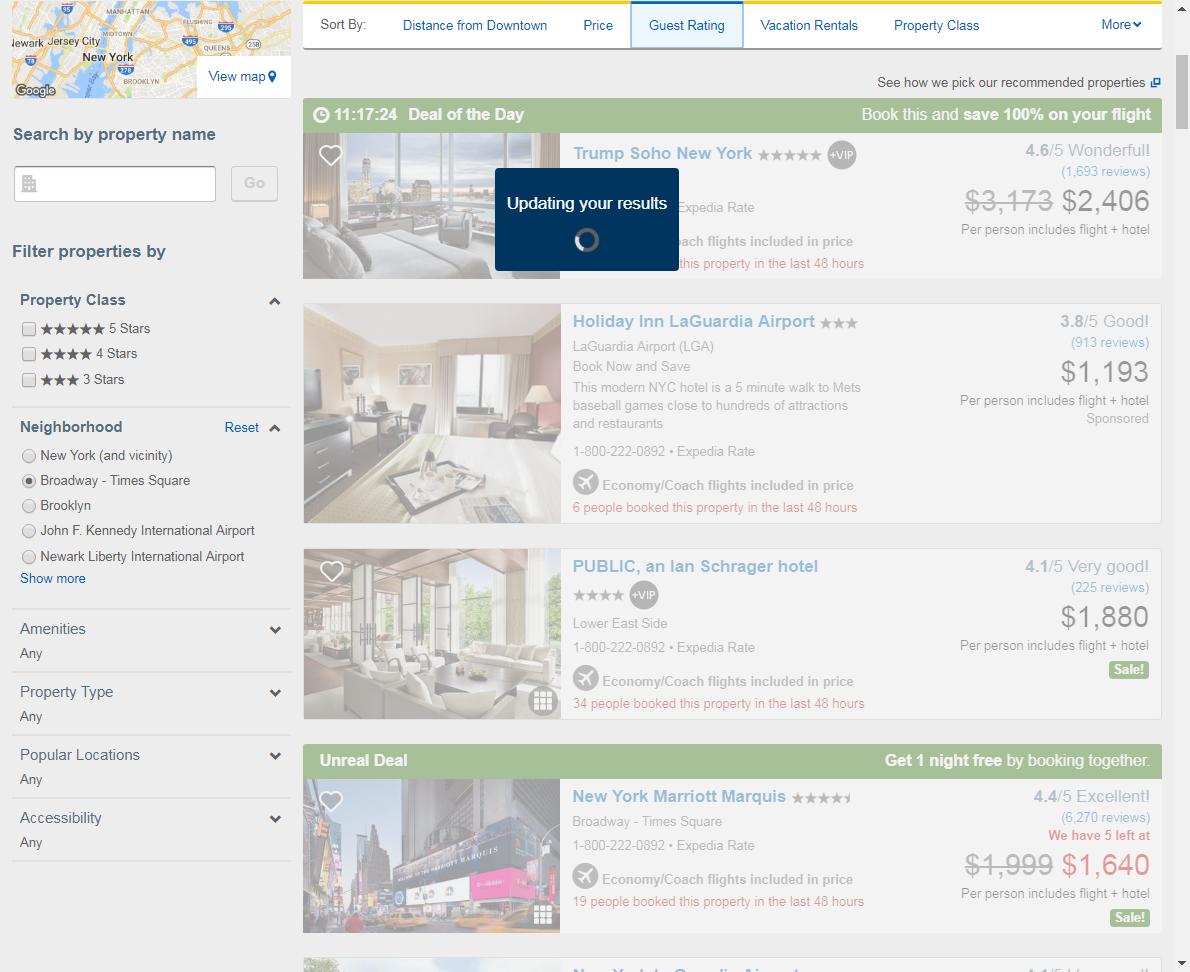 MANHATTAN
FLUSHING
95
295
MIDTOWN
Jersey City
495
QUEENS
25B
New York
78
278
BROOKLYN
Google
View map
Search by property name
Go
Filter properties by
Property Class
5 Stars
4 Stars
3 Stars
Neighborhood
Reset
New York (and vicinity)
Broadway - Times Square
Brooklyn
John F. Kennedy International Airport
Newark Liberty International Airport
Show more
Amenities
Any
Property Type
Any
Popular Locations
Any
Accessibility
Any
Sort By: Distance from Downtown Price Guest Rating Vacation Rentals Property Class More
See how we pick our recommended properties
11:17:24 Deal of the Day
Book this and save 100% on your flight
Trump Soho New York +VIP
Updating your results
Expedia Rate
flights included in price
this property in the last 48 hours
4.6/5 Wonderful!
(1,693 reviews)
$3,173 $2,406
Per person includes flight + hotel
Holiday Inn LaGuardia Airport
LaGuardia Airport (LGA)
Book Now and Save
This modern NYC hotel is a 5 minute walk to Mets
baseball games close to hundreds of attractions
and restaurants
1-800-222-0892 • Expedia Rate
Economy/Coach flights included in price
6 people booked this property in the last 48 hours
3.8/5 Good!
(913 reviews)
$1,193
Per person includes flight + hotel
Sponsored
PUBLIC, an Ian Schrager hotel
+VIP
Lower East Side
1-800-222-0892 • Expedia Rate
Economy/Coach flights included in price
34 people booked this property in the last 48 hours
4.1/5 Very good!
(225 reviews)
$1,880
Per person includes flight + hotel
Sale!
Unreal Deal
Get 1 night free by booking together.
New York Marriott Marquis
Broadway - Times Square
1-800-222-0892 • Expedia Rate
Economy/Coach flights included in price
19 people booked this property in the last 48 hours
4.4/5 Excellent!
(6,270 reviews)
We have 5 left at
$1,999 $1,640
Per person includes flight + hotel
Sale!